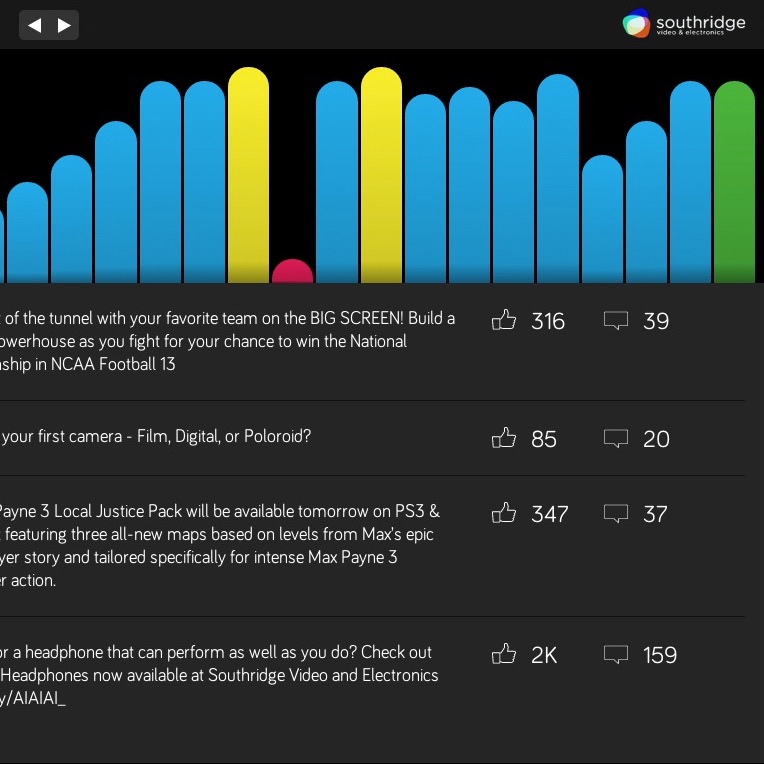 southridge
video & electronics
of the tunnel with your favorite team on the BIG SCREEN! Build a
owerhouse as you fight for your chance to win the National
ship in NCAA Football 13
316
39
your first camera - Film, Digital, or Poloroid?
85
20
Payne 3 Local Justice Pack will be available tomorrow on PS3 &
featuring three all-new maps based on levels from Max's epic
yer story and tailored specifically for intense Max Payne 3
r action.
347
37
or a headphone that can perform as well as you do? Check out
Headphones now available at Southridge Video and Electronics
y/AIAIAI_
2K
159